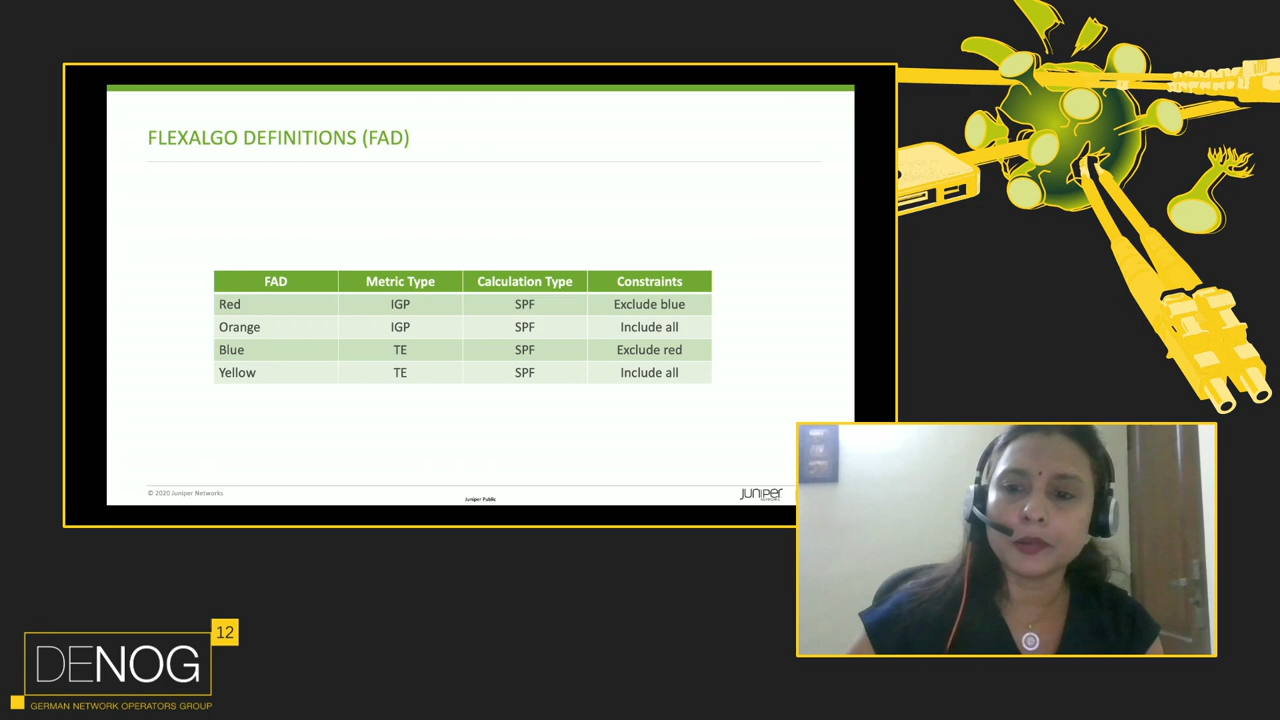 FLEXALGO DEFINITIONS (FAD)
FAD Metric Type Calculation Type Constraints
Red IGP SPF Exclude blue
Orange IGP SPF Include all
Blue TE SPF Exclude red
Yellow TE SPF Include all
© 2020 Juniper Networks
Juniper Public
JUNIPER
NETWORKS
12
DENOG
GERMAN NETWORK OPERATORS GROUP